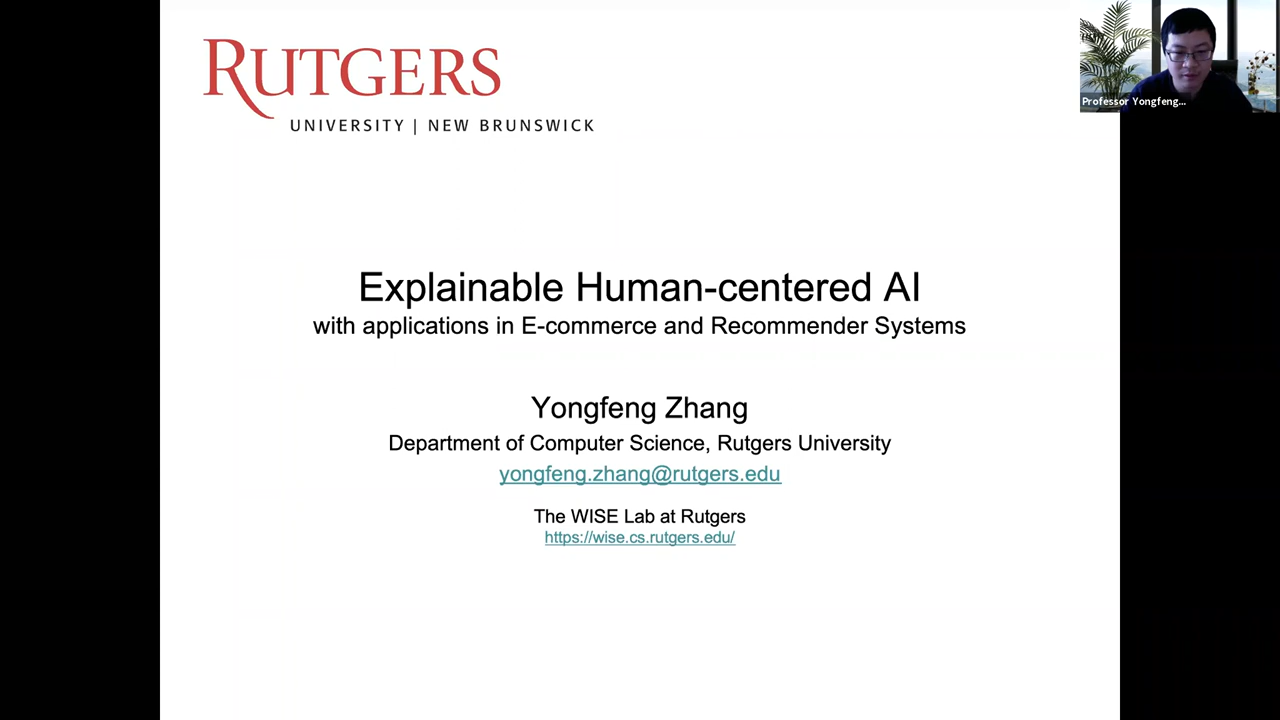 RUTGERS
UNIVERSITY | NEW BRUNSWICK
Professor Yongfeng...
Explainable Human-centered AI
with applications in E-commerce and Recommender Systems
Yongfeng Zhang
Department of Computer Science, Rutgers University
yongfeng.zhang@rutgers.edu
The WISE Lab at Rutgers
https://wise.cs.rutgers.edu/